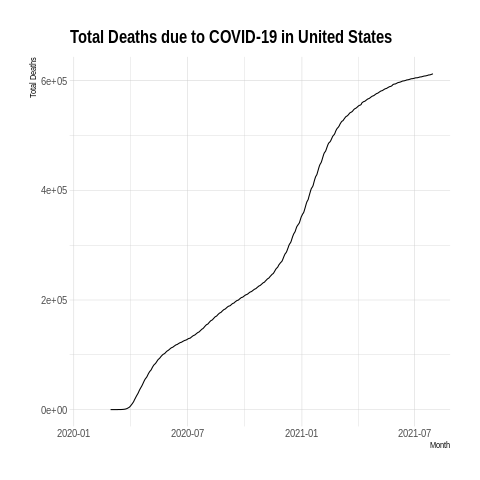 Total Deaths due to COVID-19 in United States
Total Deaths
6e+05
4e+05
2e+05
0e+00
2020-01 2020-07 2021-01 2021-07
Month